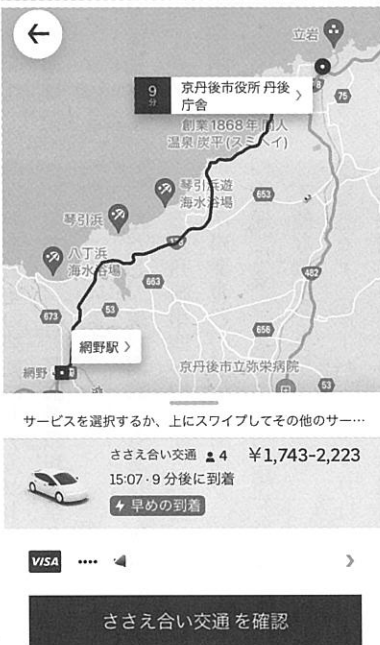 立岩
9
分
京丹後市役所 丹後
庁舎
75
創業1868年 間人
温泉 炭平 (スミヘイ)
琴引浜遊
海水浴場
653
琴引浜
178
八丁浜
海水浴場
663
482
673
53
網野駅
656
網野
京丹後市立弥栄病院
53
サービスを選択するか、上にスワイプしてその他のサー…
ささえ合い交通 4 ¥1,743-2,223
15:07・9 分後に到着
早めの到着
VISA ••••
ささえ合い交通 を確認